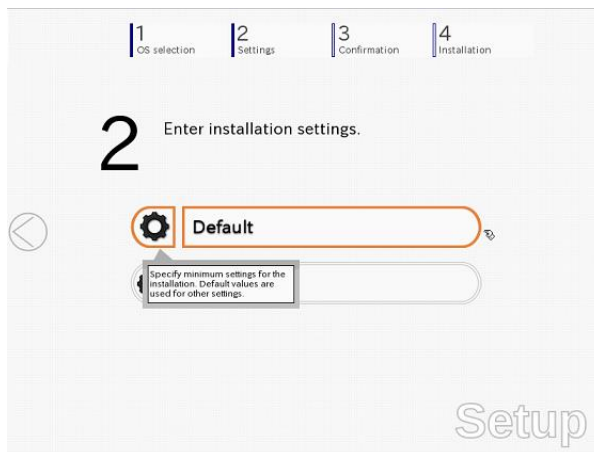 1
OS selection
2
Settings
3
Confirmation
4
Installation
2
Enter installation settings.
Default
Specify minimum settings for the
installation. Default values are
used for other settings.
Setup